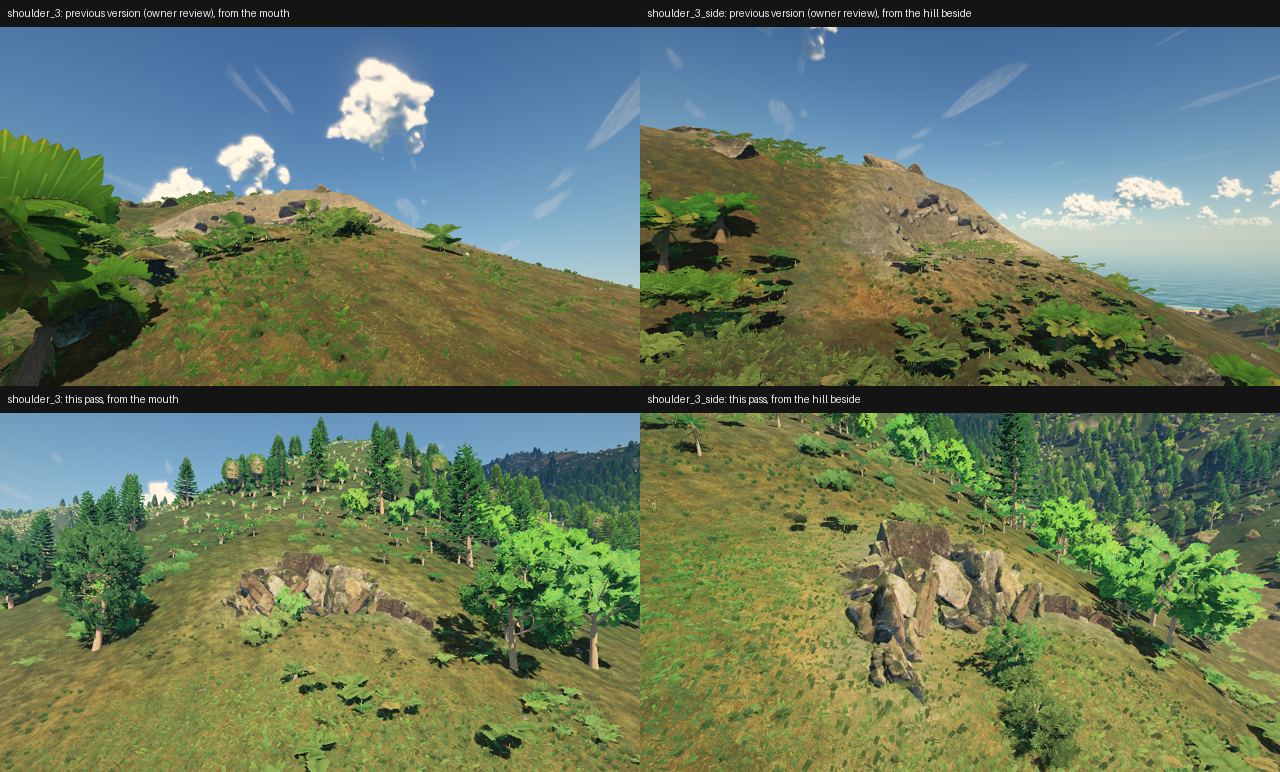 shoulder_3: previous version (owner review), from the mouth
shoulder_3_side: previous version (owner review), from the hill beside
shoulder_3: this pass, from the mouth
shoulder_3_side: this pass, from the hill beside